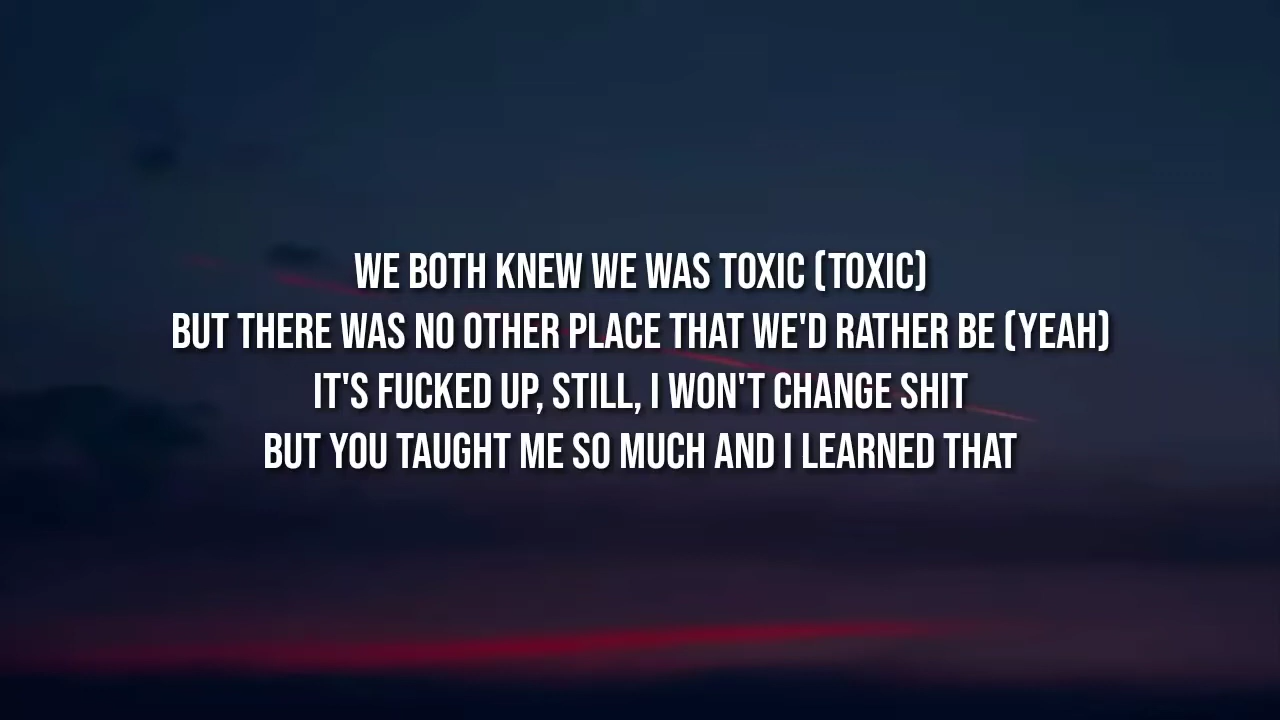 WE BOTH KNEW WE WAS TOXIC (TOXIC)
BUT THERE WAS NO OTHER PLACE THAT WE'D RATHER BE (YEAH)
IT'S FUCKED UP, STILL, I WON'T CHANGE SHIT
BUT YOU TAUGHT ME SO MUCH AND I LEARNED THAT